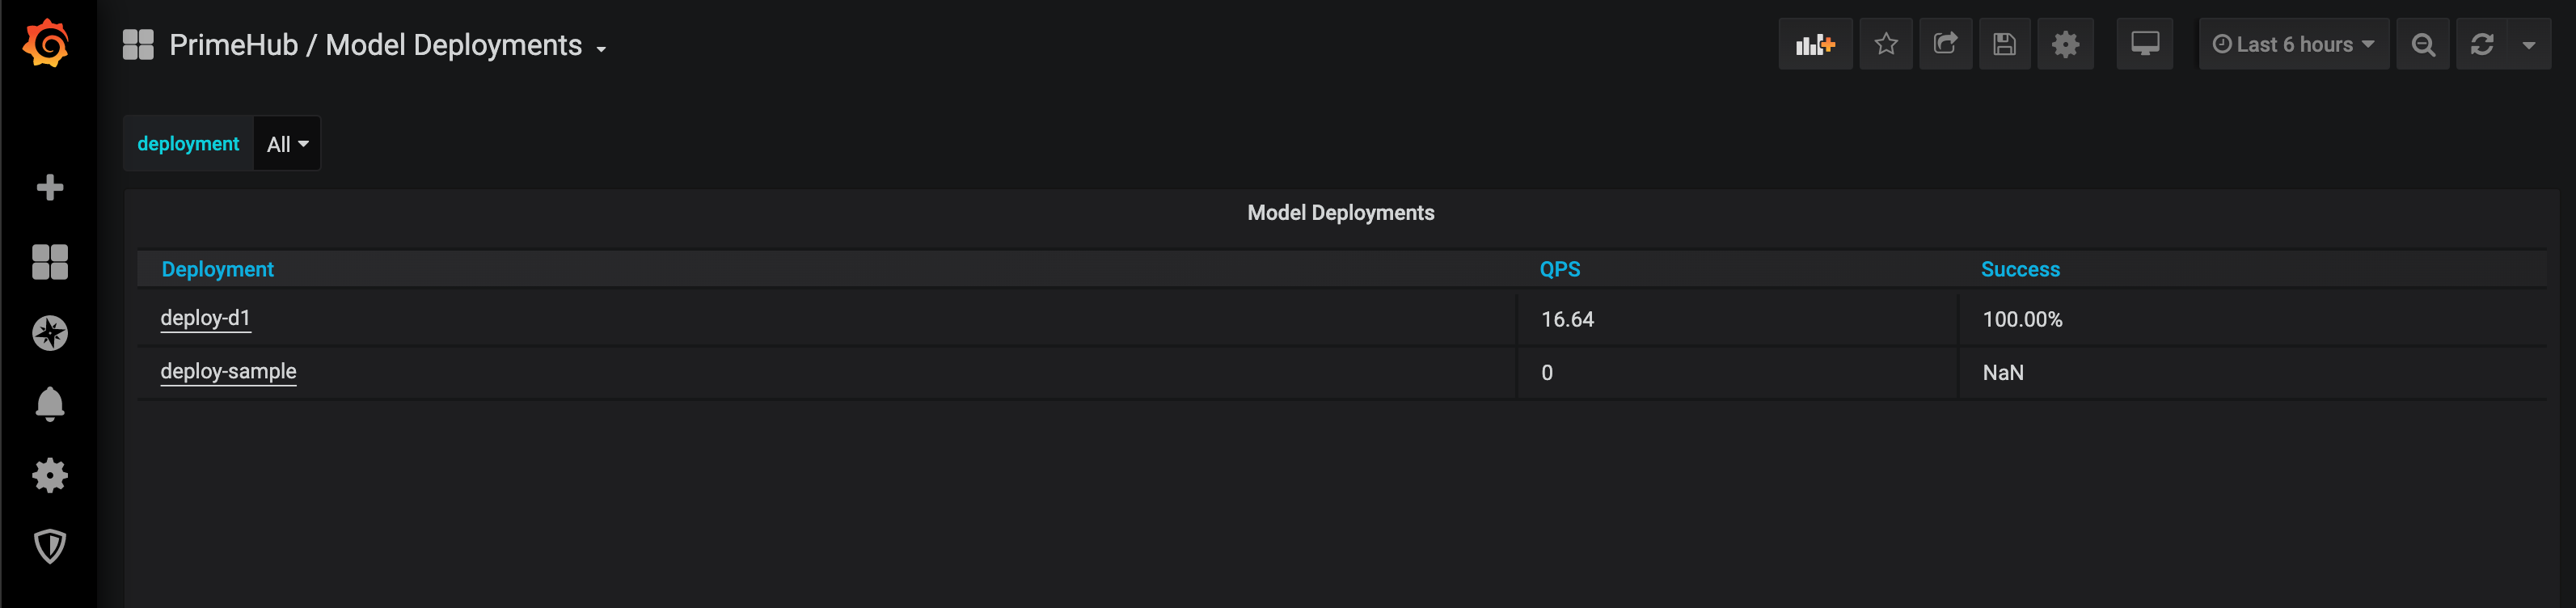 PrimeHub / Model Deployments
Last 6 hours
deployment All
Model Deployments
Deployment QPS Success
deploy-d1 16.64 100.00%
deploy-sample 0 NaN